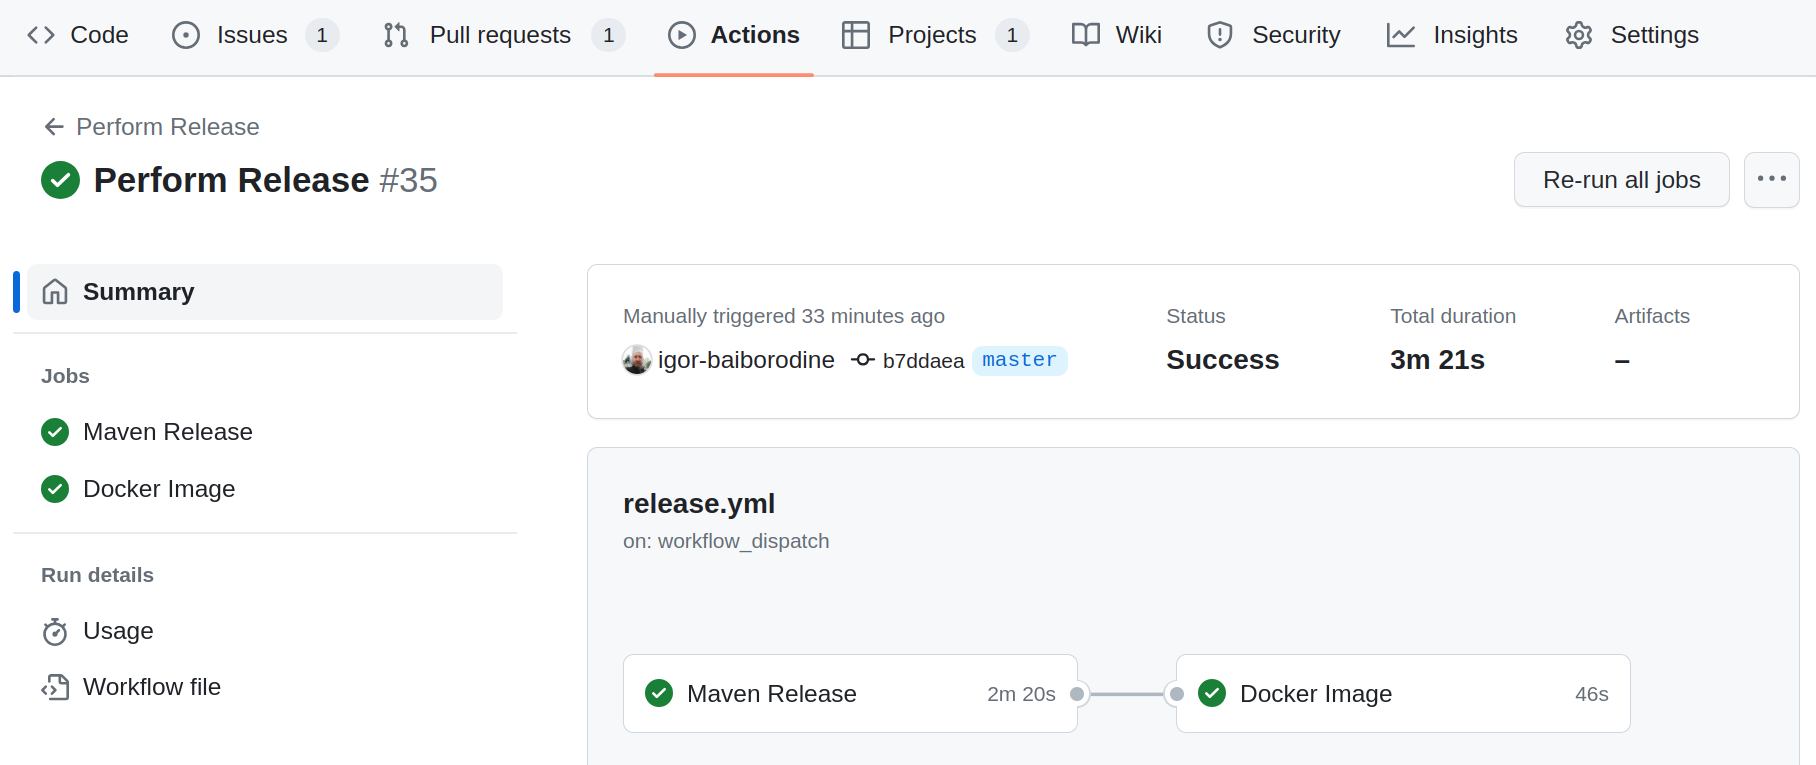 Code Issues 1 Pull requests 1 Actions Projects 1 Wiki Security Insights Settings
Perform Release
Perform Release #35
Re-run all jobs
Summary
Jobs
Maven Release
Docker Image
Run details
Usage
Workflow file
Manually triggered 33 minutes ago
igor-baiborodine b7ddaea master
Status
Success
Total duration
3m 21s
Artifacts
–
release.yml
on: workflow_dispatch
Maven Release 2m 20s
Docker Image 46s